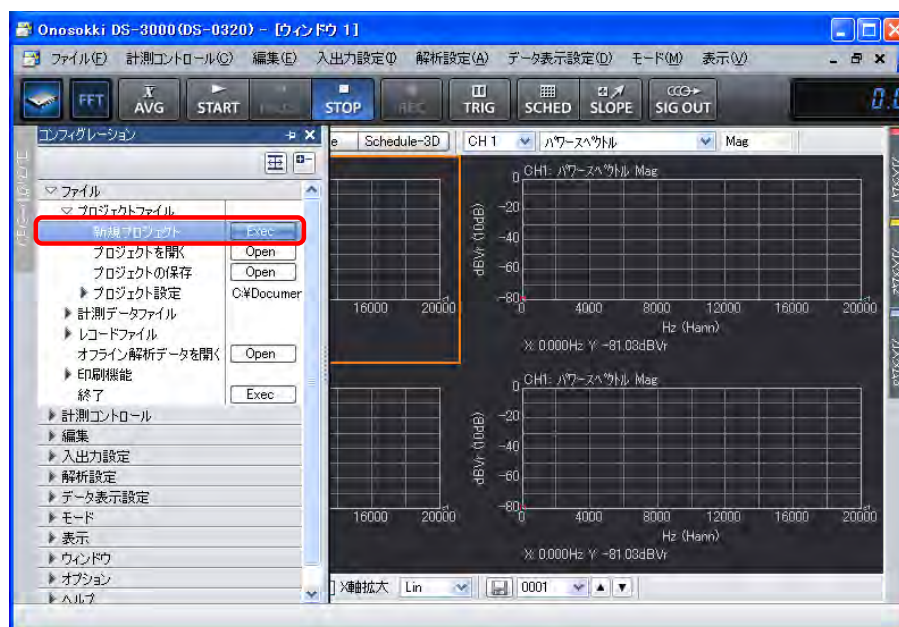 Onosokki DS-3000(DS-0320) - [ウィンドウ 1]
ファイル(F) 計測コントロール(C) 編集(E) 入出力設定(I) 解析設定(A) データ表示設定(D) モード(M) 表示(V)
FFT
X
AVG
START
STOP
REC
TRIG
SCHED
SLOPE
SIG OUT
コンフィグレーション
e
Schedule-3D
CH 1
パワースペクトル
Mag
ファイル
プロジェクトファイル
新規プロジェクト Exec
プロジェクトを開く Open
プロジェクトの保存 Open
プロジェクト設定 C:¥Documer
計測データファイル
レコードファイル
オフライン解析データを開く Open
印刷機能
終了 Exec
計測コントロール
編集
入出力設定
解析設定
データ表示設定
モード
表示
ウィンドウ
オプション
ヘルプ
16000 20000
16000 20000
CH1: パワースペクトル Mag
0
-20
-40
-60
-80
dBVr (10dB)
0 4000 8000 12000 16000 20000
Hz (Hann)
X: 0.000Hz Y: -81.03dBVr
CH1: パワースペクトル Mag
0
-20
-40
-60
-80
dBVr (10dB)
0 4000 8000 12000 16000 20000
Hz (Hann)
X: 0.000Hz Y: -81.03dBVr
X軸拡大
Lin
0001